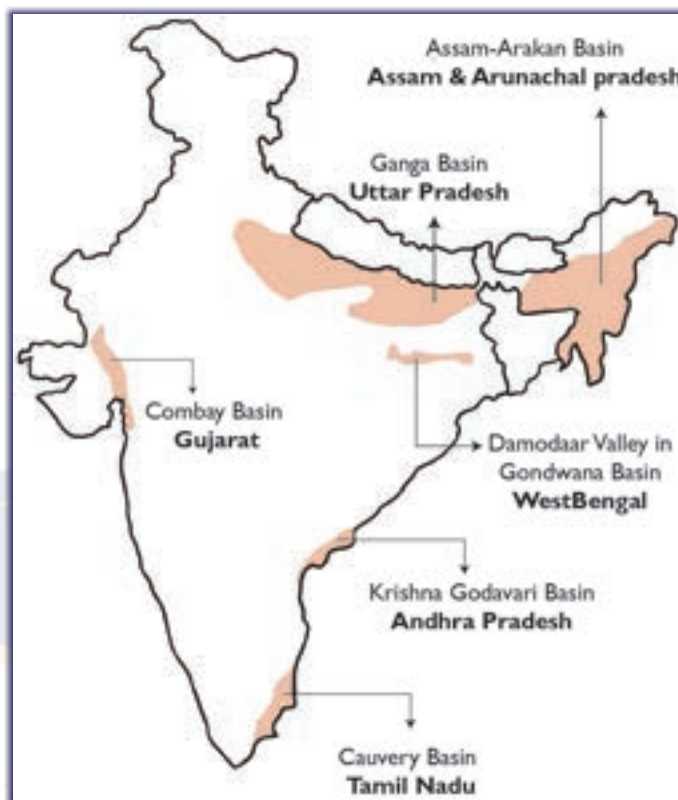 Assam-Arakan Basin
Assam & Arunachal pradesh
Ganga Basin
Uttar Pradesh
Combay Basin
Gujarat
Damodaar Valley in
Gondwana Basin
WestBengal
Krishna Godavari Basin
Andhra Pradesh
Cauvery Basin
Tamil Nadu